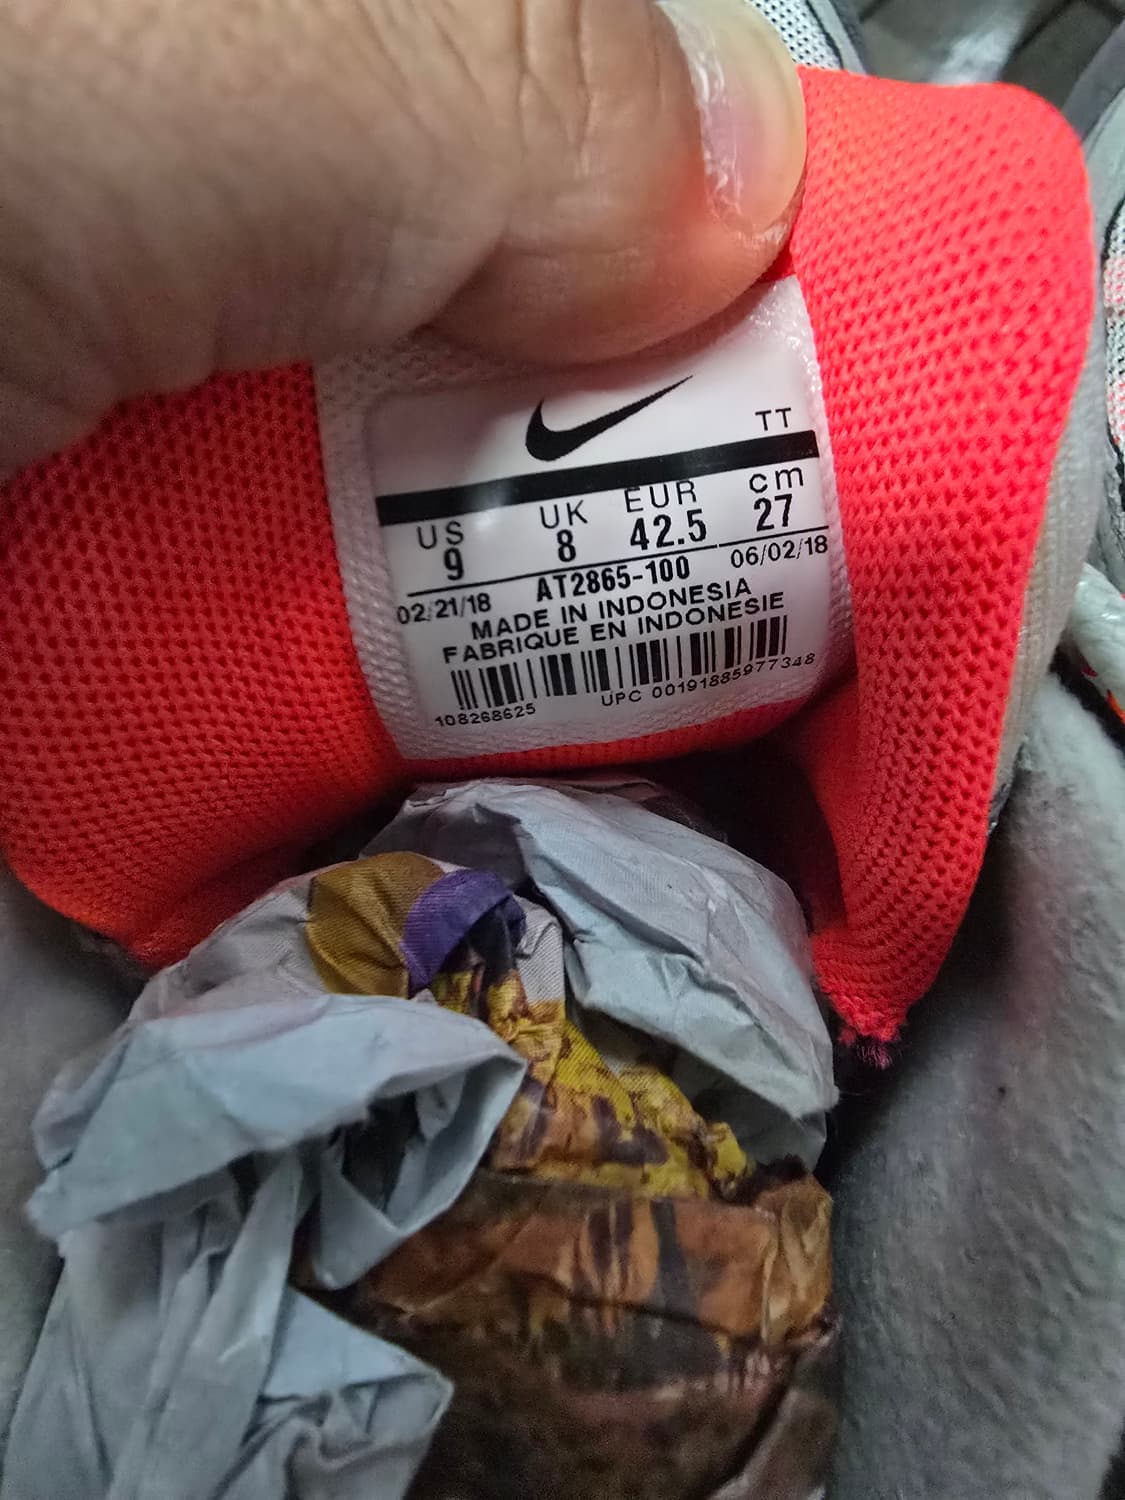 TT
US UK EUR cm
9 8 42.5 27
02/21/18 AT2865-100 06/02/18
MADE IN INDONESIA
FABRIQUE EN INDONESIE
108268625 UPC 00191885977348